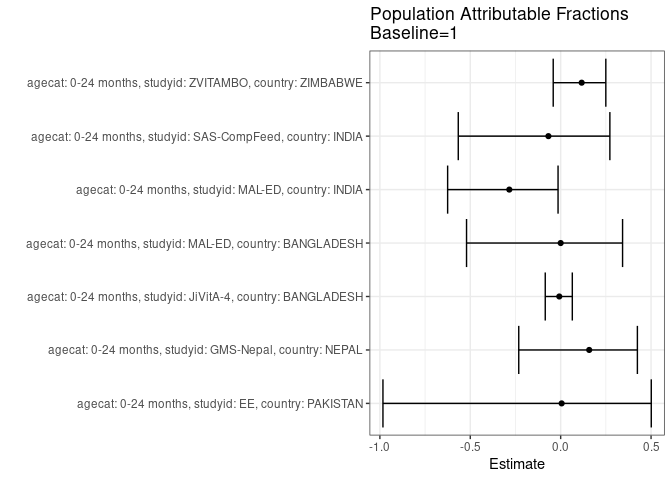 Population Attributable Fractions
Baseline=1
agecat: 0-24 months, studyid: ZVITAMBO, country: ZIMBABWE
agecat: 0-24 months, studyid: SAS-CompFeed, country: INDIA
agecat: 0-24 months, studyid: MAL-ED, country: INDIA
agecat: 0-24 months, studyid: MAL-ED, country: BANGLADESH
agecat: 0-24 months, studyid: JiVitA-4, country: BANGLADESH
agecat: 0-24 months, studyid: GMS-Nepal, country: NEPAL
agecat: 0-24 months, studyid: EE, country: PAKISTAN
-1.0 -0.5 0.0 0.5
Estimate